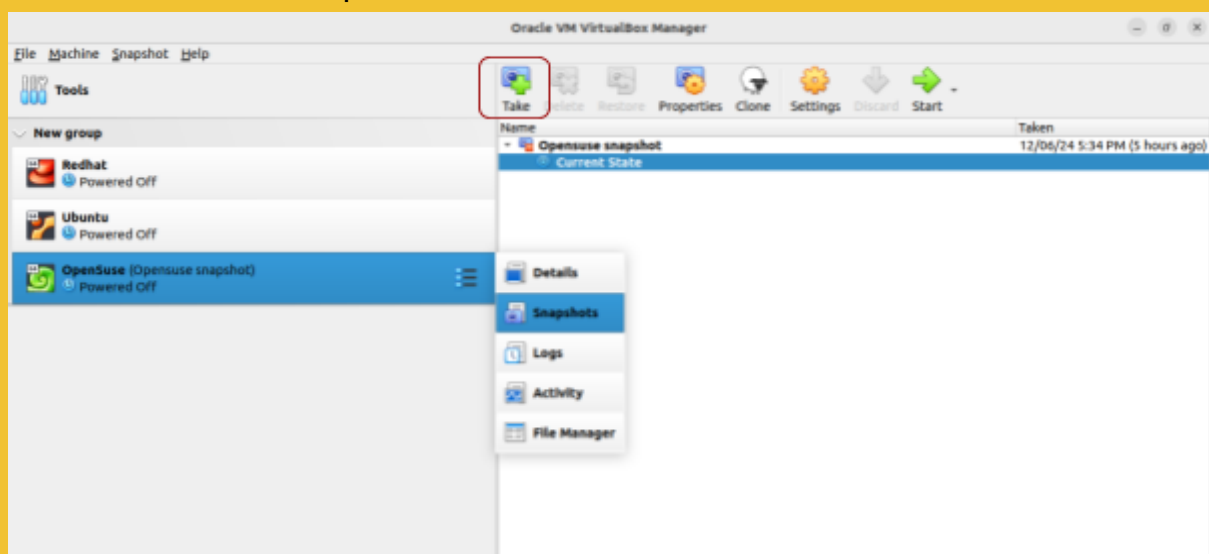 Oracle VM VirtualBox Manager
File Machine Snapshot Help
Tools
Take Delete Restore Properties Clone Settings Discard Start
Name Taken
New group
Opensuse snapshot 12/06/24 5:34 PM (5 hours ago)
Current State
Redhat
Powered Off
Ubuntu
Powered Off
OpenSuse (Opensuse snapshot)
Powered Off
Details
Snapshots
Logs
Activity
File Manager